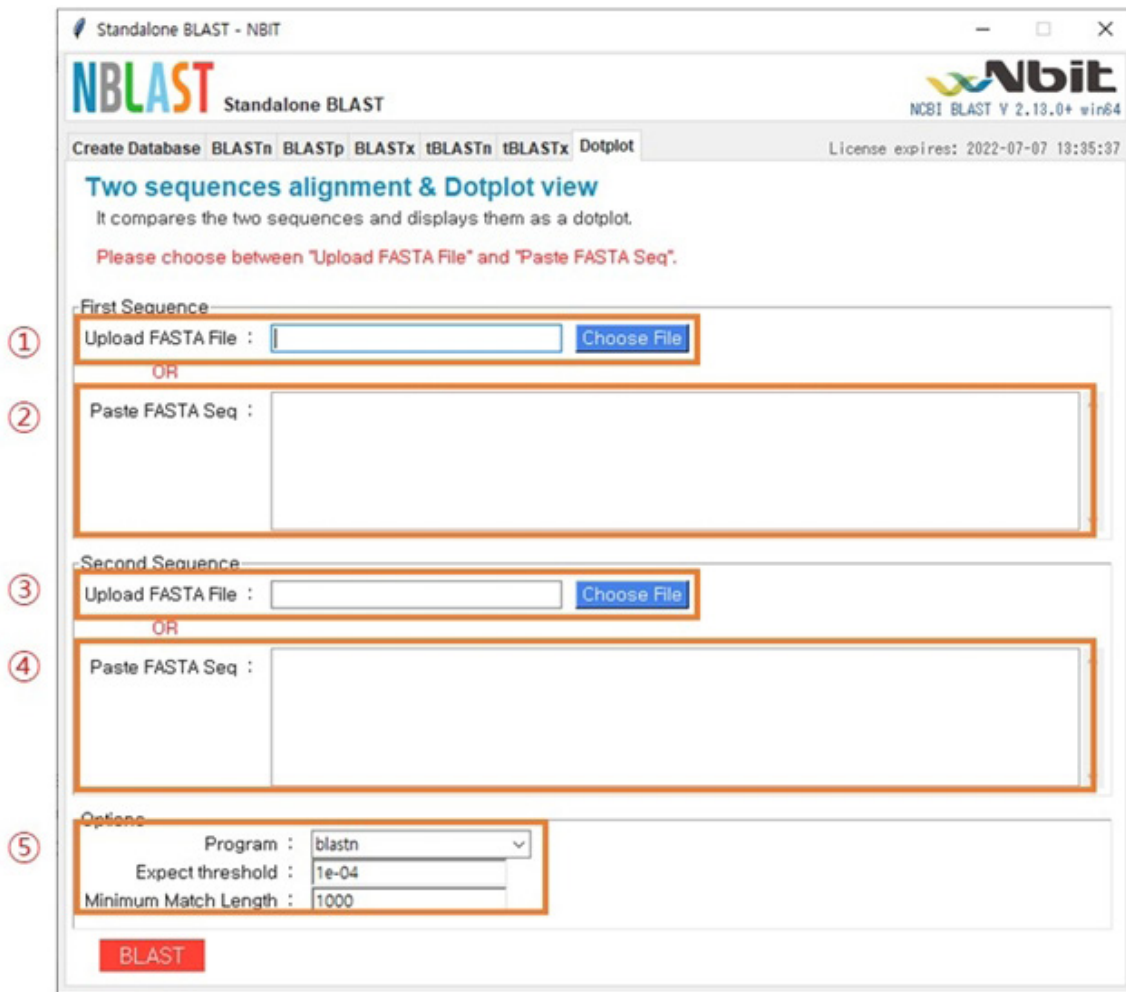 Standalone BLAST - NBIT
NBLAST Standalone BLAST
Nbit
NCBI BLAST V 2.13.0+ win64
Create Database BLASTn BLASTp BLASTx tBLASTn tBLASTx Dotplot
License expires: 2022-07-07 13:35:37
Two sequences alignment & Dotplot view
It compares the two sequences and displays them as a dotplot.
Please choose between "Upload FASTA File" and "Paste FASTA Seq".
First Sequence
① Upload FASTA File : Choose File
OR
② Paste FASTA Seq :
Second Sequence
③ Upload FASTA File : Choose File
OR
④ Paste FASTA Seq :
Options
⑤ Program : blastn
Expect threshold : 1e-04
Minimum Match Length : 1000
BLAST